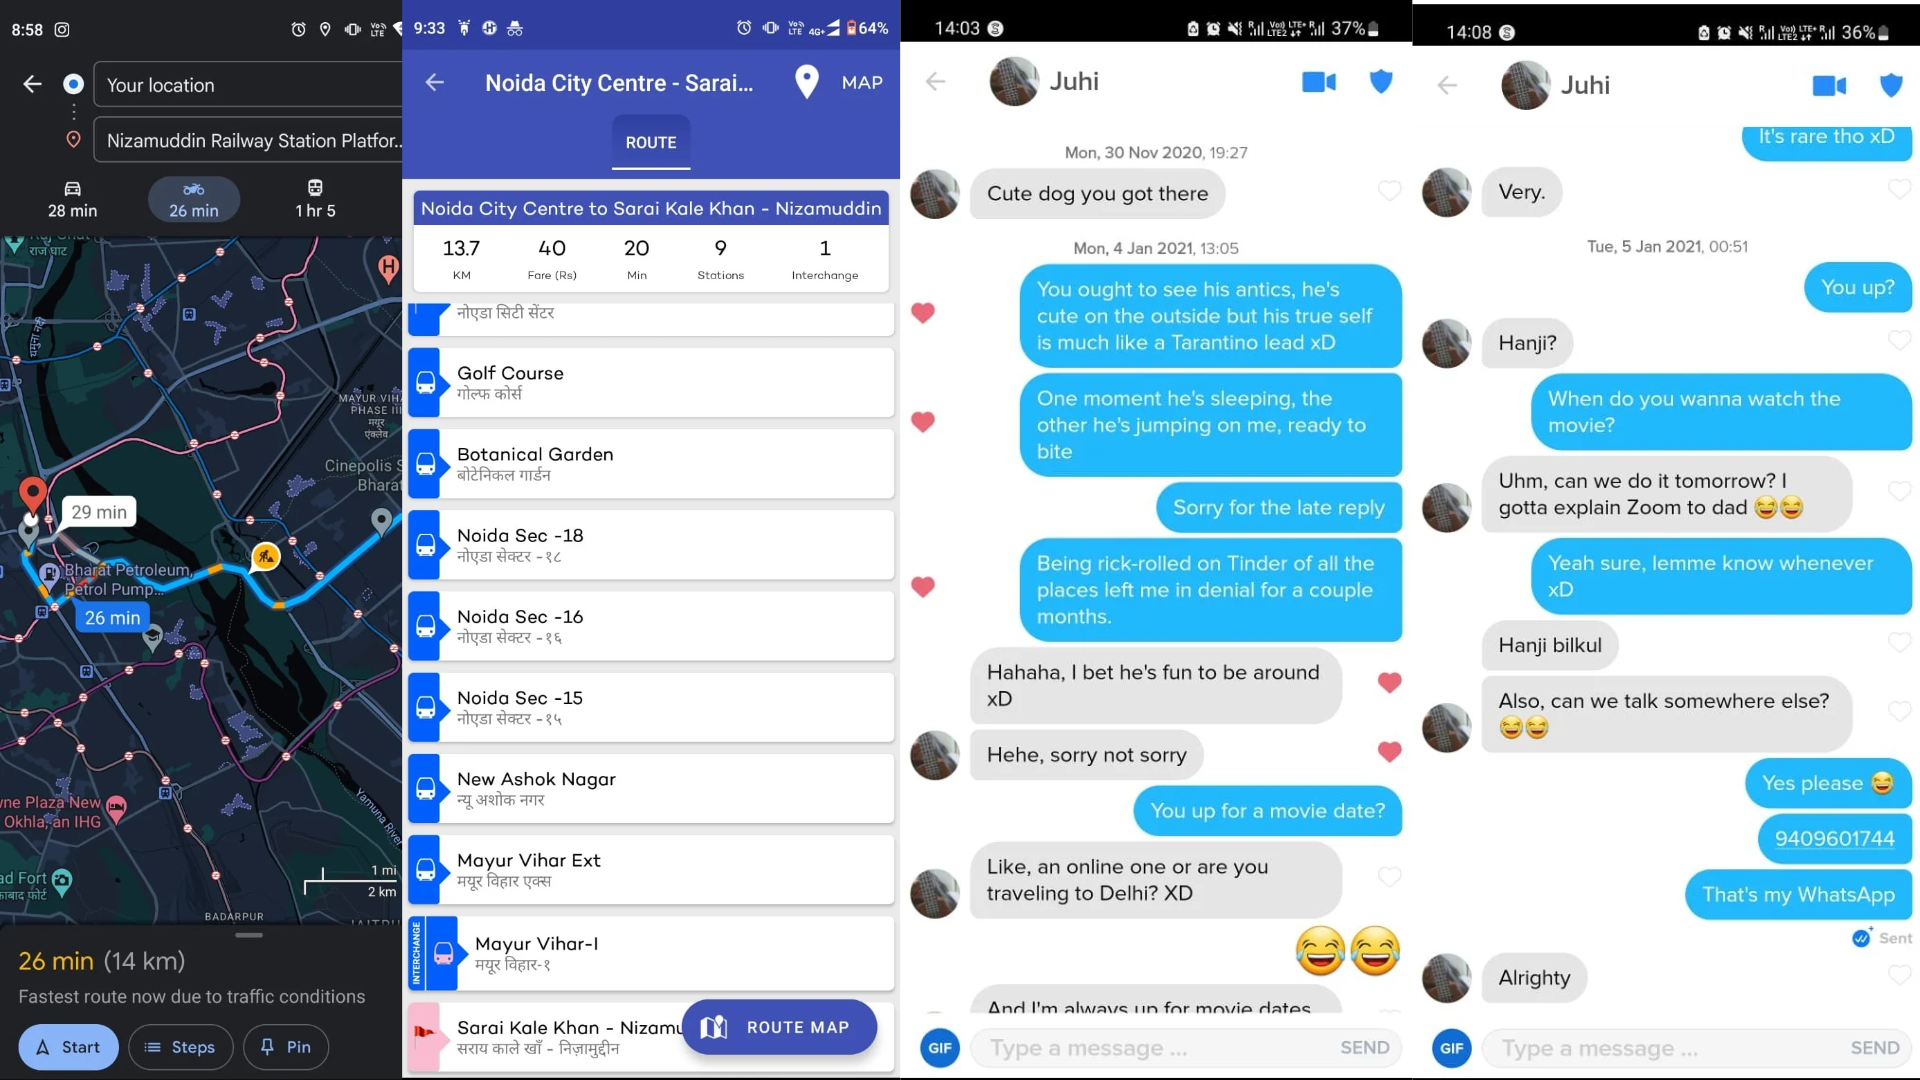 8:58
Your location
Nizamuddin Railway Station Platfor..
28 min
26 min
1 hr 5
राज घाट
यमुना नदी
H
MAYUR VIH
PHASE III
मयूर
एंक्लेव
Cinepolis S
Bharat
29 min
Bharat Petroleum,
Petrol Pump...
26 min
ne Plaza New
Okhla, an IHG
Yamuna River
ad Fort
1 mi
2 km
BADARPUR
26 min (14 km)
Fastest route now due to traffic conditions
Start
Steps
Pin
9:33
VoLTE 4G+ 64%
Noida City Centre - Sarai...
MAP
ROUTE
Noida City Centre to Sarai Kale Khan - Nizamuddin
13.7 40 20 9 1
KM Fare (Rs) Min Stations Interchange
नोएडा सिटी सेंटर
Golf Course
गोल्फ कोर्स
Botanical Garden
बोटेनिकल गार्डन
Noida Sec -18
नोएडा सेक्टर -१८
Noida Sec -16
नोएडा सेक्टर -१६
Noida Sec -15
नोएडा सेक्टर -१५
New Ashok Nagar
न्यू अशोक नगर
Mayur Vihar Ext
मयूर विहार एक्स
INTERCHANGE
Mayur Vihar-I
मयूर विहार-१
Sarai Kale Khan - Nizamu
सराय काले खाँ - निज़ामुद्दीन
ROUTE MAP
14:03
37%
Juhi
Mon, 30 Nov 2020, 19:27
Cute dog you got there
Mon, 4 Jan 2021, 13:05
You ought to see his antics, he's
cute on the outside but his true self
is much like a Tarantino lead xD
One moment he's sleeping, the
other he's jumping on me, ready to
bite
Sorry for the late reply
Being rick-rolled on Tinder of all the
places left me in denial for a couple
months.
Hahaha, I bet he's fun to be around
xD
Hehe, sorry not sorry
You up for a movie date?
Like, an online one or are you
traveling to Delhi? XD
😂😂
And I'm always up for movie dates
GIF
Type a message ...
SEND
14:08
36%
Juhi
It's rare tho xD
Very.
Tue, 5 Jan 2021, 00:51
You up?
Hanji?
When do you wanna watch the
movie?
Uhm, can we do it tomorrow? I
gotta explain Zoom to dad 😂😂
Yeah sure, lemme know whenever
xD
Hanji bilkul
Also, can we talk somewhere else?
😂😂
Yes please 😂
9409601744
That's my WhatsApp
Sent
Alrighty
GIF
Type a message ...
SEND